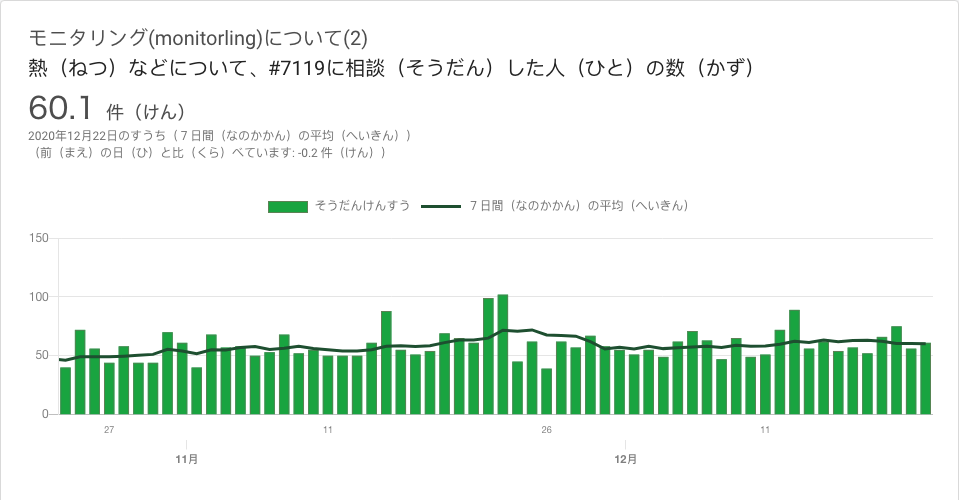 モニタリング(monitorling)について(2)
熱（ねつ）などについて、#7119に相談（そうだん）した人（ひと）の数（かず）
60.1 件（けん）
2020年12月22日のすうち（７日間（なのかかん）の平均（へいきん））
（前（まえ）の日（ひ）と比（くら）べています: -0.2 件（けん））
そうだんけんすう ７日間（なのかかん）の平均（へいきん）
150
100
50
0
27 11 26 11
11月 12月